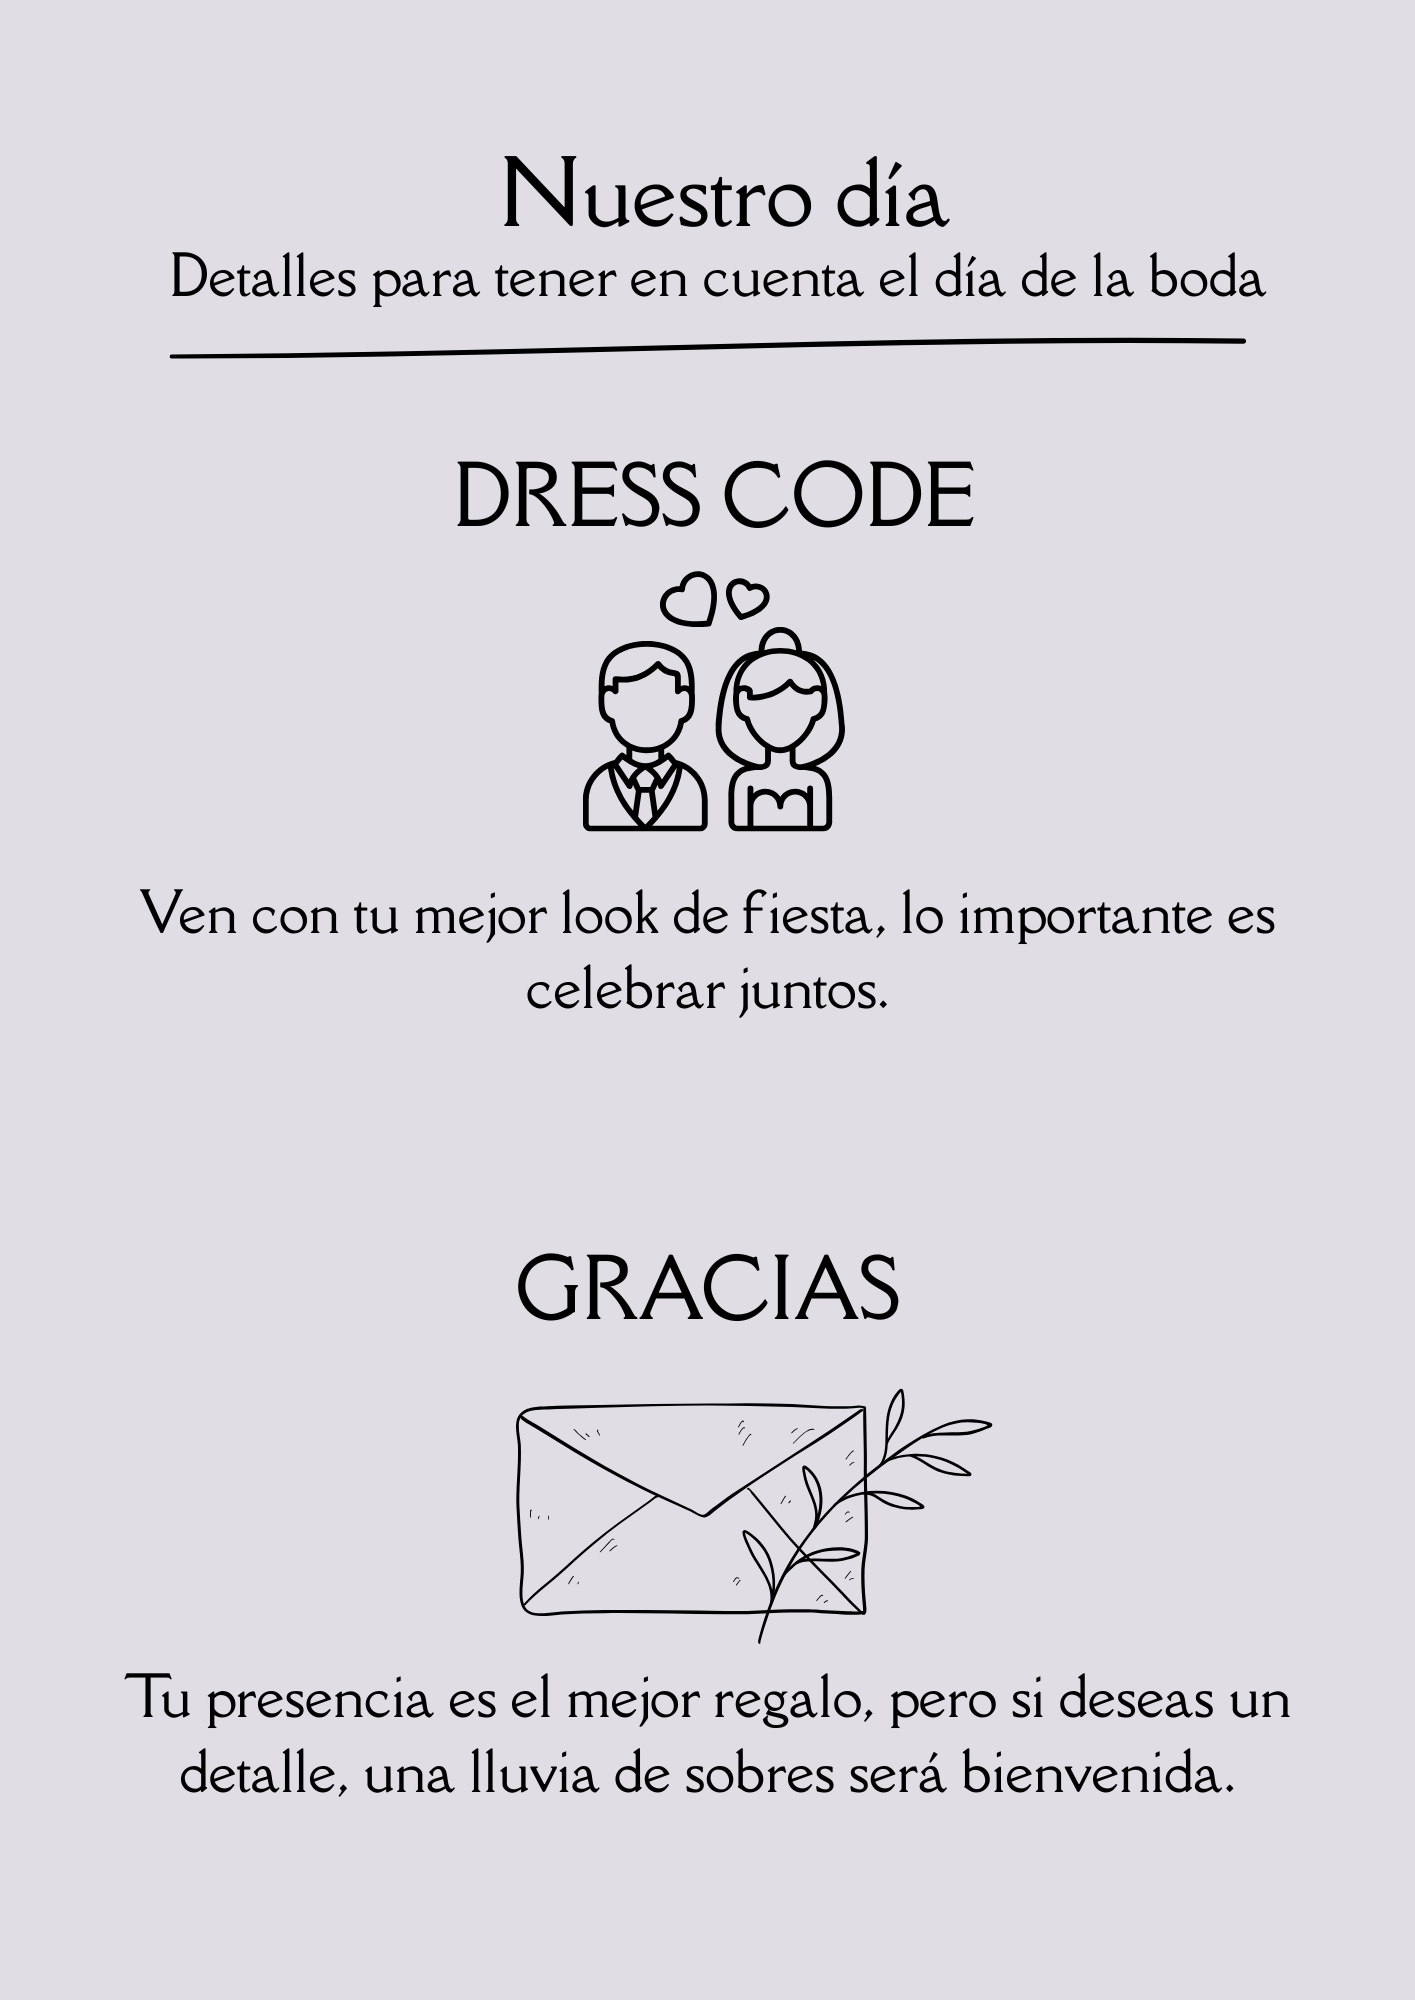 Nuestro día
Detalles para tener en cuenta el día de la boda
DRESS CODE
Ven con tu mejor look de fiesta, lo importante es
celebrar juntos.
GRACIAS
Tu presencia es el mejor regalo, pero si deseas un
detalle, una lluvia de sobres será bienvenida.